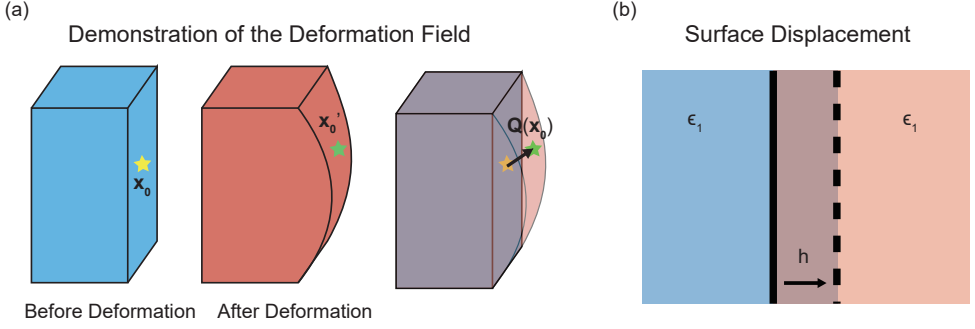 (a)
Demonstration of the Deformation Field
x₀
Before Deformation
x₀'
After Deformation
Q(x₀)
(b)
Surface Displacement
ϵ₁
ϵ₁
h